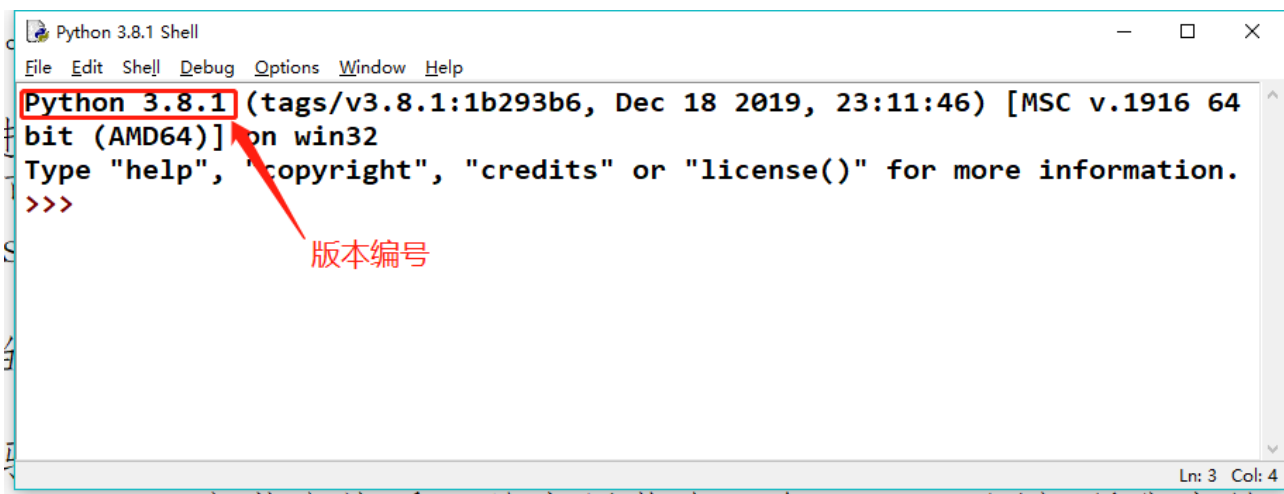 Python 3.8.1 Shell
File Edit Shell Debug Options Window Help
Python 3.8.1 (tags/v3.8.1:1b293b6, Dec 18 2019, 23:11:46) [MSC v.1916 64
bit (AMD64)] on win32
Type "help", "copyright", "credits" or "license()" for more information.
>>>
版本编号
Ln: 3 Col: 4